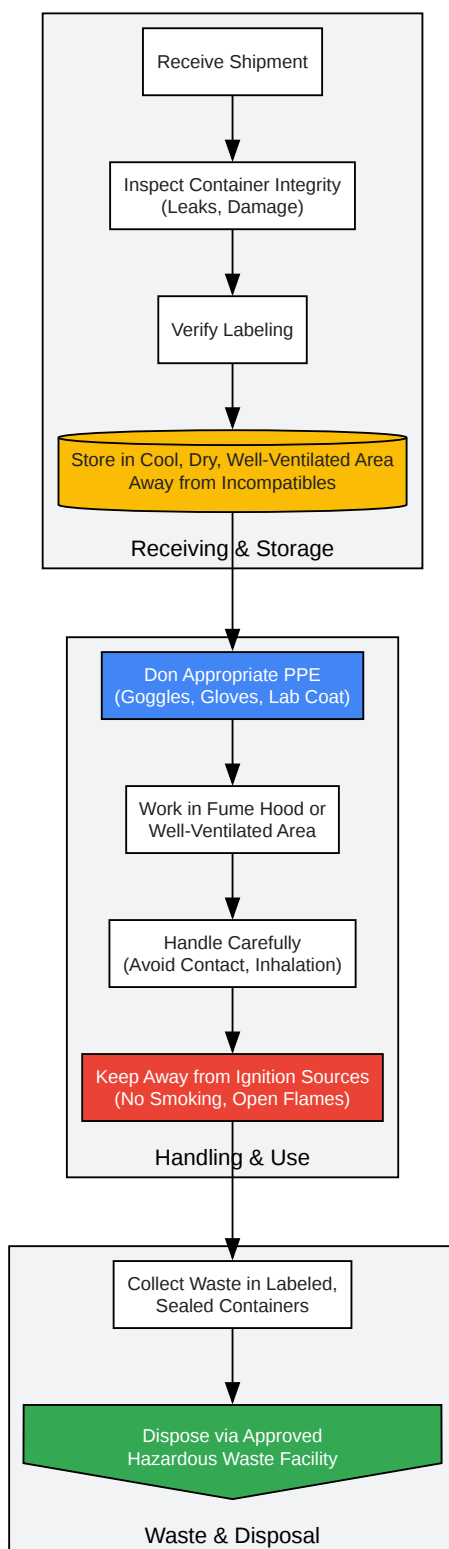 Receive Shipment
Inspect Container Integrity
(Leaks, Damage)
Verify Labeling
Store in Cool, Dry, Well-Ventilated Area
Away from Incompatibles
Receiving & Storage
Don Appropriate PPE
(Goggles, Gloves, Lab Coat)
Work in Fume Hood or
Well-Ventilated Area
Handle Carefully
(Avoid Contact, Inhalation)
Keep Away from Ignition Sources
(No Smoking, Open Flames)
Handling & Use
Collect Waste in Labeled,
Sealed Containers
Dispose via Approved
Hazardous Waste Facility
Waste & Disposal